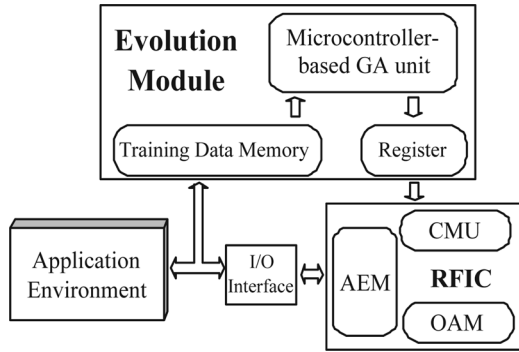 Evolution
Module
Microcontroller-
based GA unit
Training Data Memory
Register
Application
Environment
I/O
Interface
AEM
CMU
RFIC
OAM